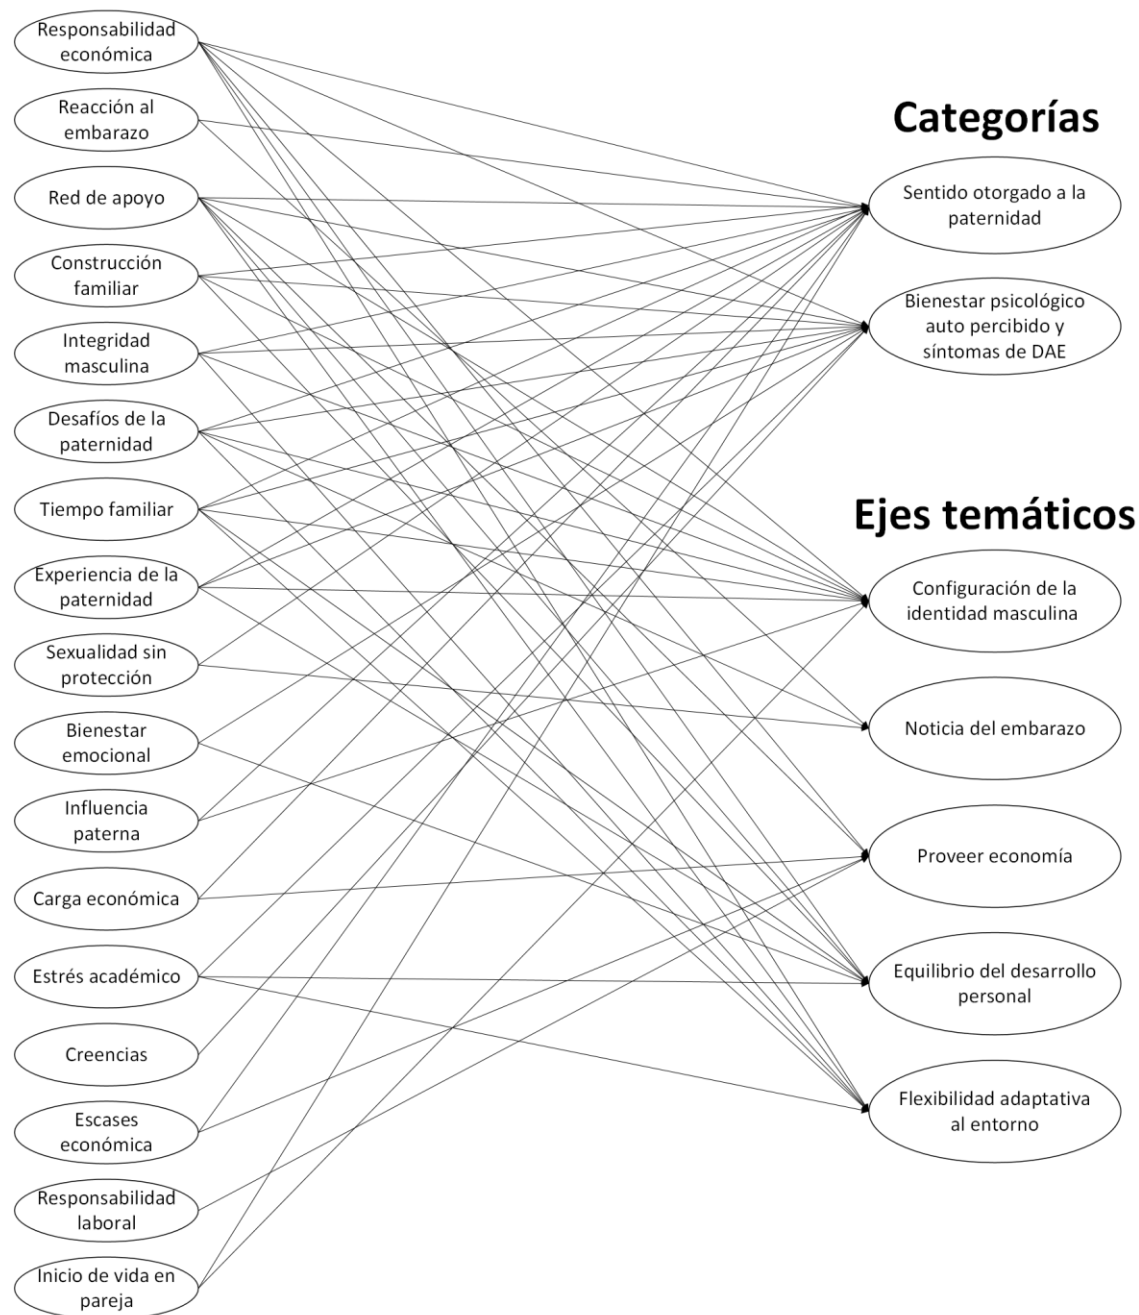 Responsabilidad
económica
Reacción al
embarazo
Red de apoyo
Construcción
familiar
Integridad
masculina
Desafíos de la
paternidad
Tiempo familiar
Experiencia de la
paternidad
Sexualidad sin
protección
Bienestar
emocional
Influencia
paterna
Carga económica
Estrés académico
Creencias
Escases
económica
Responsabilidad
laboral
Inicio de vida en
pareja
Categorías
Sentido otorgado a la
paternidad
Bienestar psicológico
auto percibido y
síntomas de DAE
Ejes temáticos
Configuración de la
identidad masculina
Noticia del embarazo
Proveer economía
Equilibrio del desarrollo
personal
Flexibilidad adaptativa
al entorno